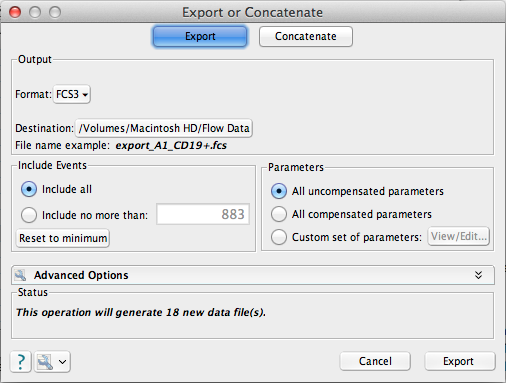 Export or Concatenate
Export Concatenate
Output
Format: FCS3
Destination: /Volumes/Macintosh HD/Flow Data
File name example: export_A1_CD19+.fcs
Include Events
Include all
Include no more than: 883
Reset to minimum
Parameters
All uncompensated parameters
All compensated parameters
Custom set of parameters: View/Edit...
Advanced Options
Status
This operation will generate 18 new data file(s).
? Cancel Export